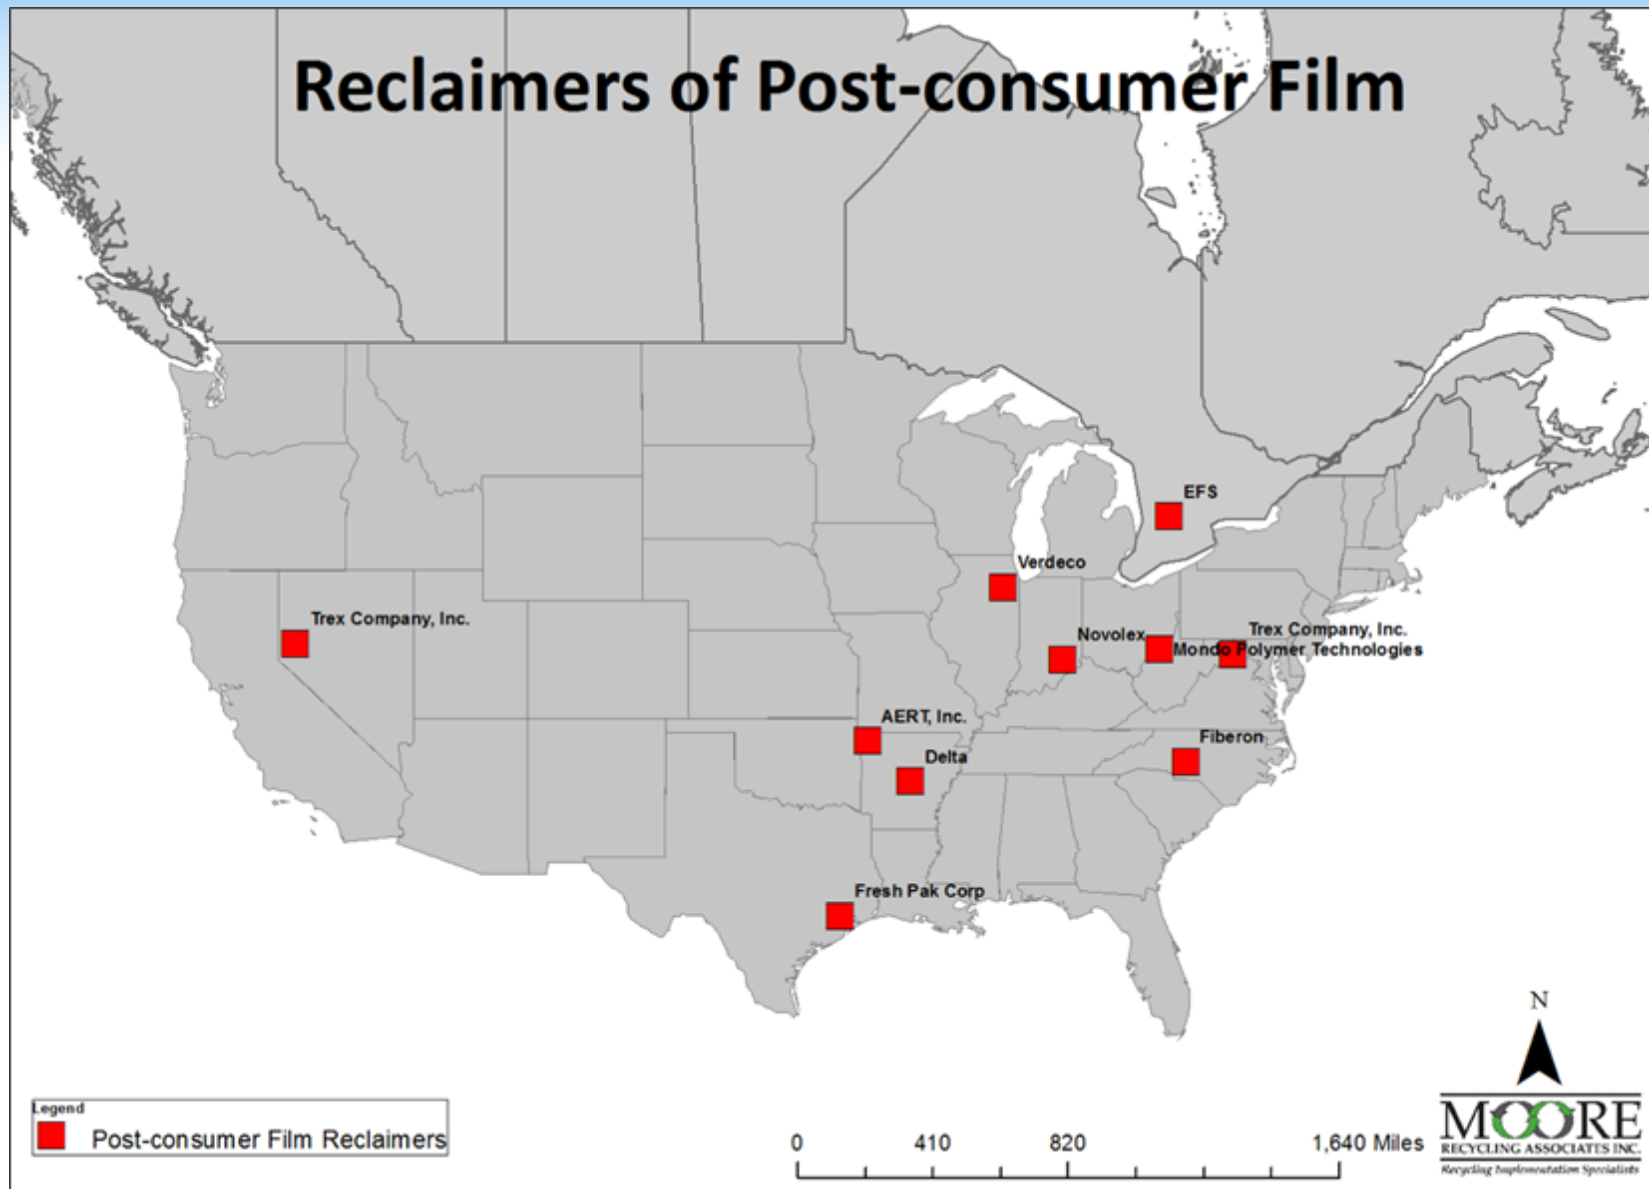 Reclaimers of Post-consumer Film
EFS
Verdeco
Trex Company, Inc.
Novolex
Trex Company, Inc.
Mondo Polymer Technologies
AERT, Inc.
Fiberon
Delta
Fresh Pak Corp
N
Legend
Post-consumer Film Reclaimers
0 410 820 1,640 Miles
MOORE
RECYCLING ASSOCIATES INC.
Recycling Implementation Specialists